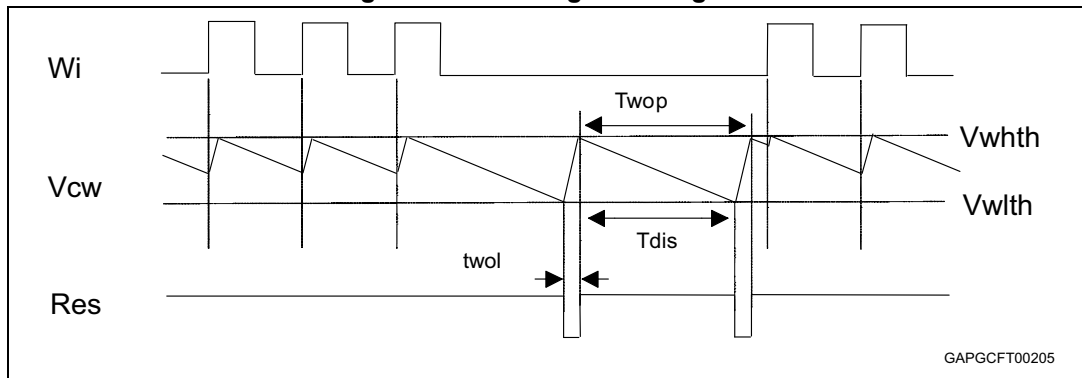 Wi
Twop
Vwhth
Vcw
Vwlth
Tdis
twol
Res
GAPGCFT00205